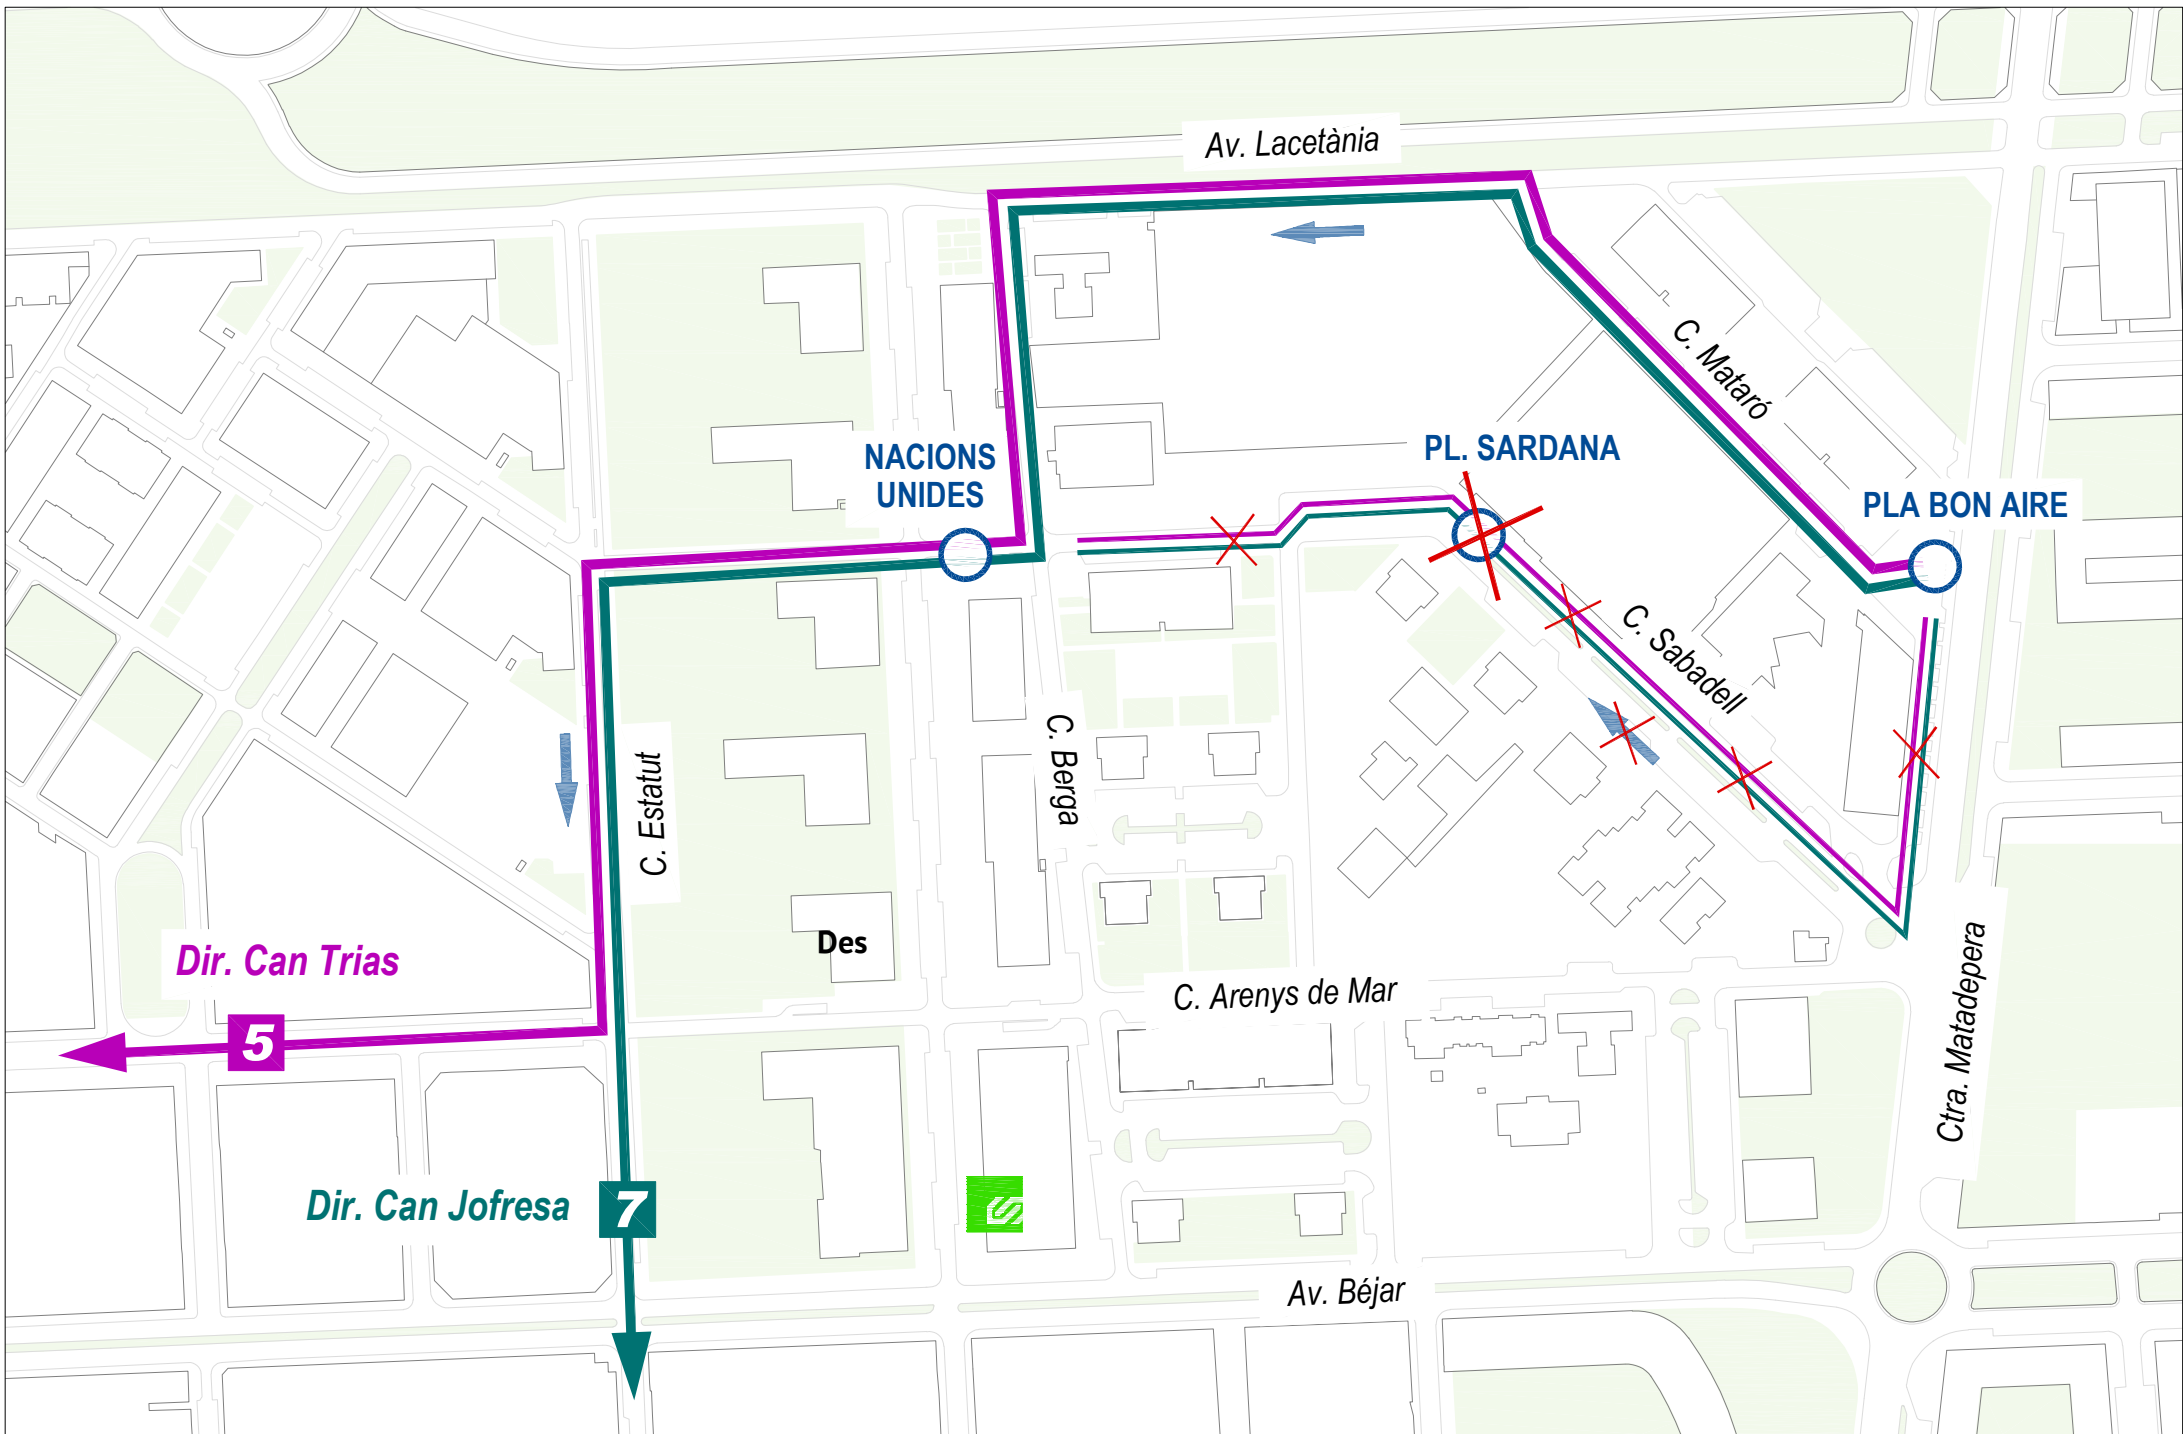 Av. Lacetània
C. Mataró
NACIONS
UNIDES
PL. SARDANA
PLA BON AIRE
C. Sabadell
C. Berga
C. Estatut
Des
Dir. Can Trias
5
C. Arenys de Mar
Ctra. Matadepera
Dir. Can Jofresa
7
Av. Béjar